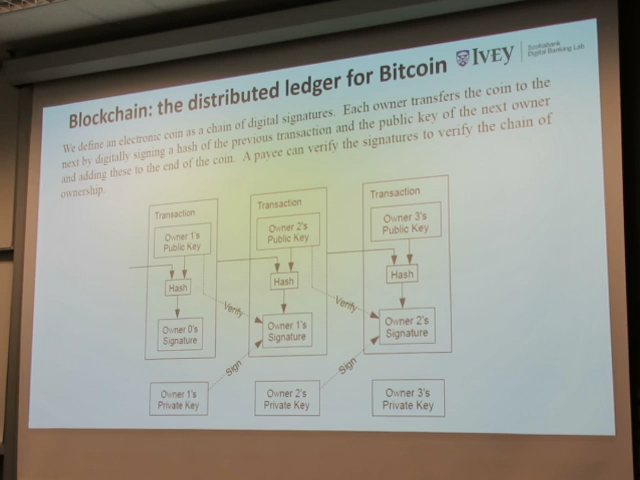 Blockchain: the distributed ledger for Bitcoin
IVEY
Scotiabank
Digital Banking Lab
We define an electronic coin as a chain of digital signatures. Each owner transfers the coin to the
next by digitally signing a hash of the previous transaction and the public key of the next owner
and adding these to the end of the coin. A payee can verify the signatures to verify the chain of
ownership.
Transaction
Transaction
Transaction
Owner 1's
Public Key
Owner 2's
Public Key
Owner 3's
Public Key
Hash
Hash
Hash
Verify
Verify
Owner 0's
Signature
Owner 1's
Signature
Owner 2's
Signature
Sign
Sign
Owner 1's
Private Key
Owner 2's
Private Key
Owner 3's
Private Key